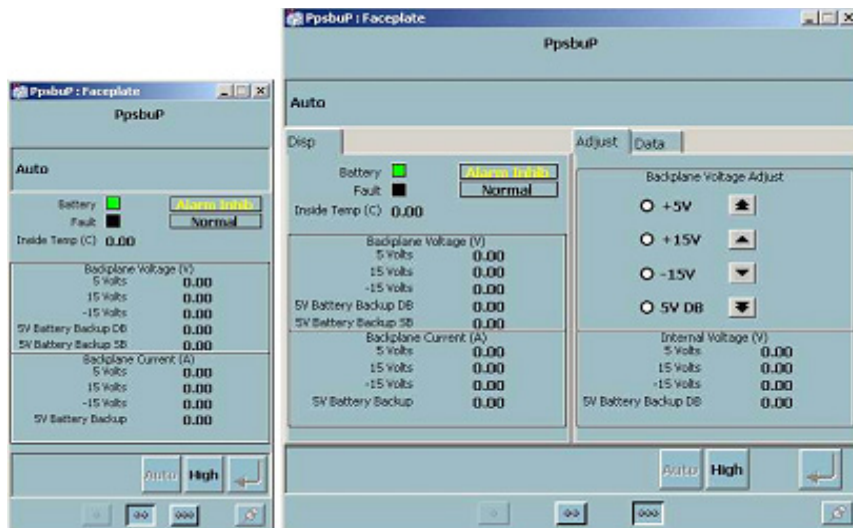 PpsbuP : Faceplate
PpsbuP
Auto
Battery
Alarm Inhib
Fault
Normal
Inside Temp (C) 0.00
Backplane Voltage (V)
5 Volts 0.00
15 Volts 0.00
-15 Volts 0.00
5V Battery Backup DB 0.00
5V Battery Backup SB 0.00
Backplane Current (A)
5 Volts 0.00
15 Volts 0.00
-15 Volts 0.00
5V Battery Backup 0.00
Auto High
PpsbuP : Faceplate
PpsbuP
Auto
Disp
Battery
Alarm Inhib
Fault
Normal
Inside Temp (C) 0.00
Backplane Voltage (V)
5 Volts 0.00
15 Volts 0.00
-15 Volts 0.00
5V Battery Backup DB 0.00
5V Battery Backup SB 0.00
Backplane Current (A)
5 Volts 0.00
15 Volts 0.00
-15 Volts 0.00
5V Battery Backup 0.00
Adjust Data
Backplane Voltage Adjust
+5V
+15V
-15V
5V DB
Internal Voltage (V)
5 Volts 0.00
15 Volts 0.00
-15 Volts 0.00
5V Battery Backup DB 0.00
Auto High